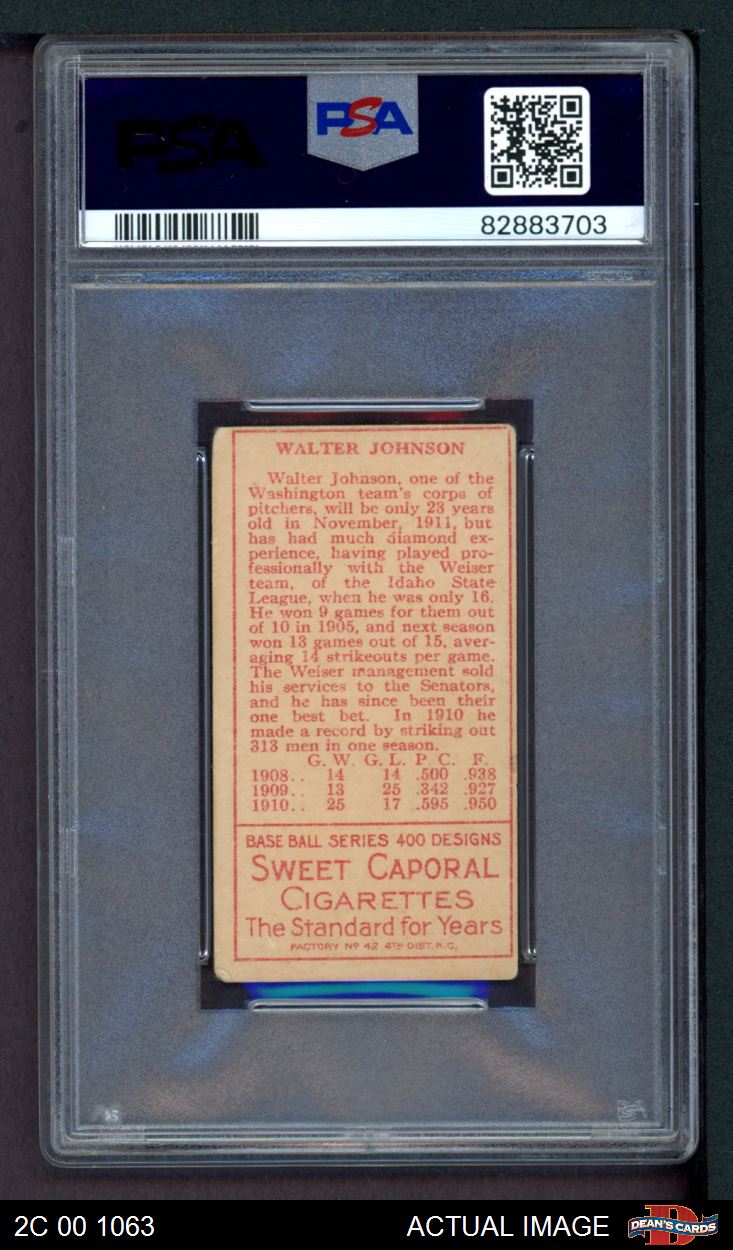 PSA
PSA
82883703
WALTER JOHNSON
Walter Johnson, one of the
Washington team's corps of
pitchers, will be only 23 years
old in November, 1911, but
has had much diamond ex-
perience, having played pro-
fessionally with the Weiser
team, of the Idaho State
League, when he was only 16.
He won 9 games for them out
of 10 in 1905, and next season
won 13 games out of 15, aver-
aging 14 strikeouts per game.
The Weiser management sold
his services to the Senators,
and he has since been their
one best bet. In 1910 he
made a record by striking out
313 men in one season.
G. W. G. L. P. C. F.
1908.. 14 14 .500 .938
1909.. 13 25 .342 .927
1910.. 25 17 .595 .950
BASE BALL SERIES 400 DESIGNS
SWEET CAPORAL
CIGARETTES
The Standard for Years
FACTORY Nº 42 4TH DIST. N.C.
2C 00 1063 ACTUAL IMAGE DEAN'S CARDS